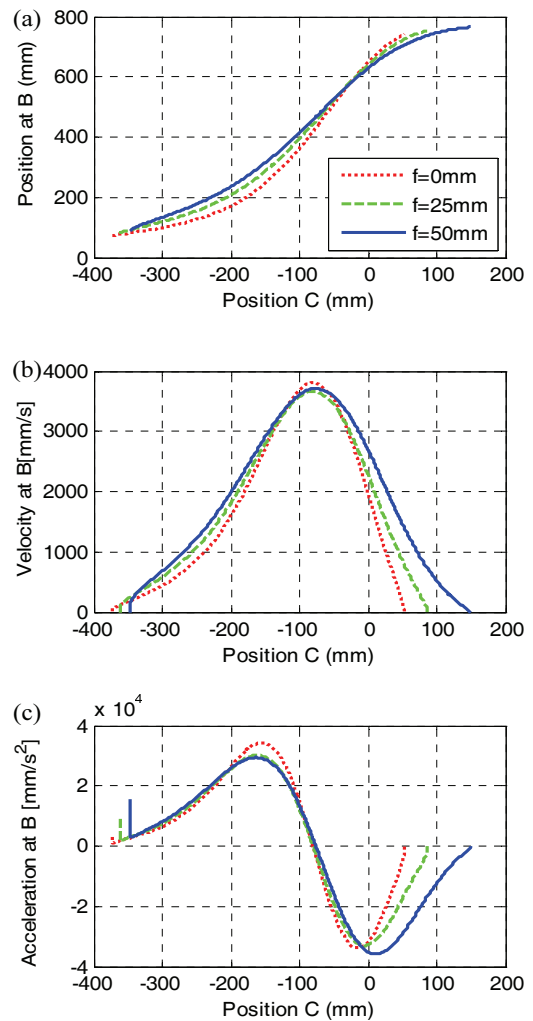 (a)
800
600
400
200
0
Position at B (mm)
f=0mm
f=25mm
f=50mm
-400 -300 -200 -100 0 100 200
Position C (mm)
(b)
4000
3000
2000
1000
0
Velocity at B[mm/s]
-400 -300 -200 -100 0 100 200
Position C (mm)
(c)
x 10^4
4
2
0
-2
-4
Acceleration at B [mm/s^2]
-400 -300 -200 -100 0 100 200
Position C (mm)